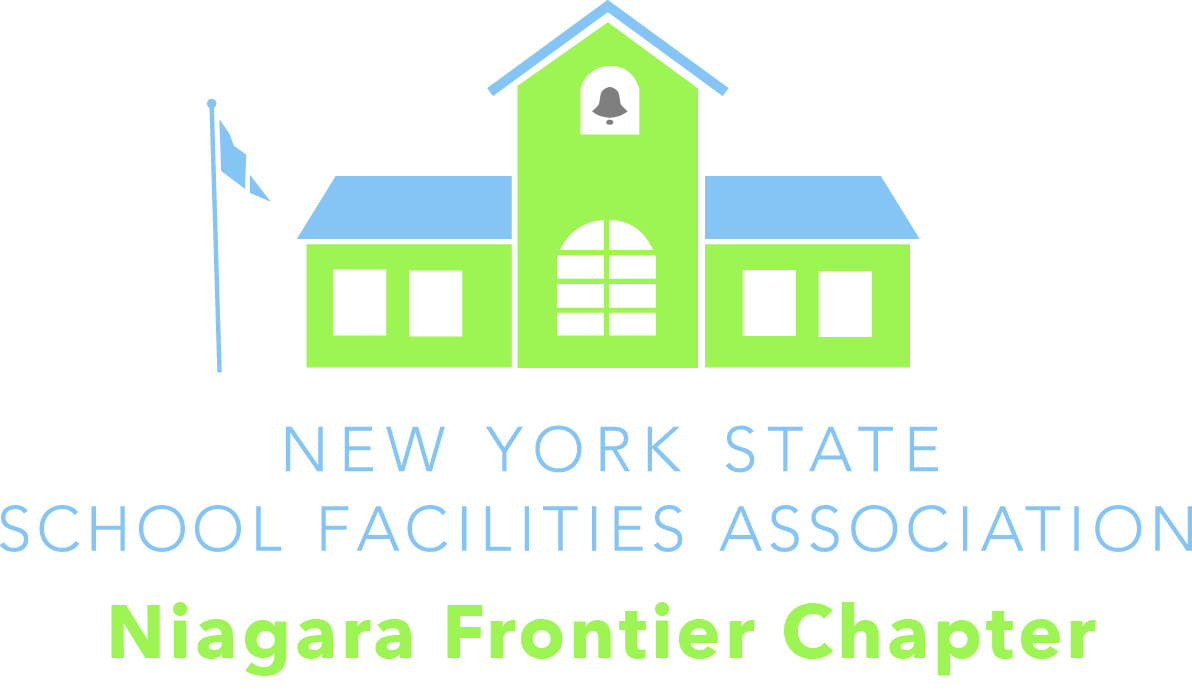 NEW YORK STATE
SCHOOL FACILITIES ASSOCIATION
Niagara Frontier Chapter